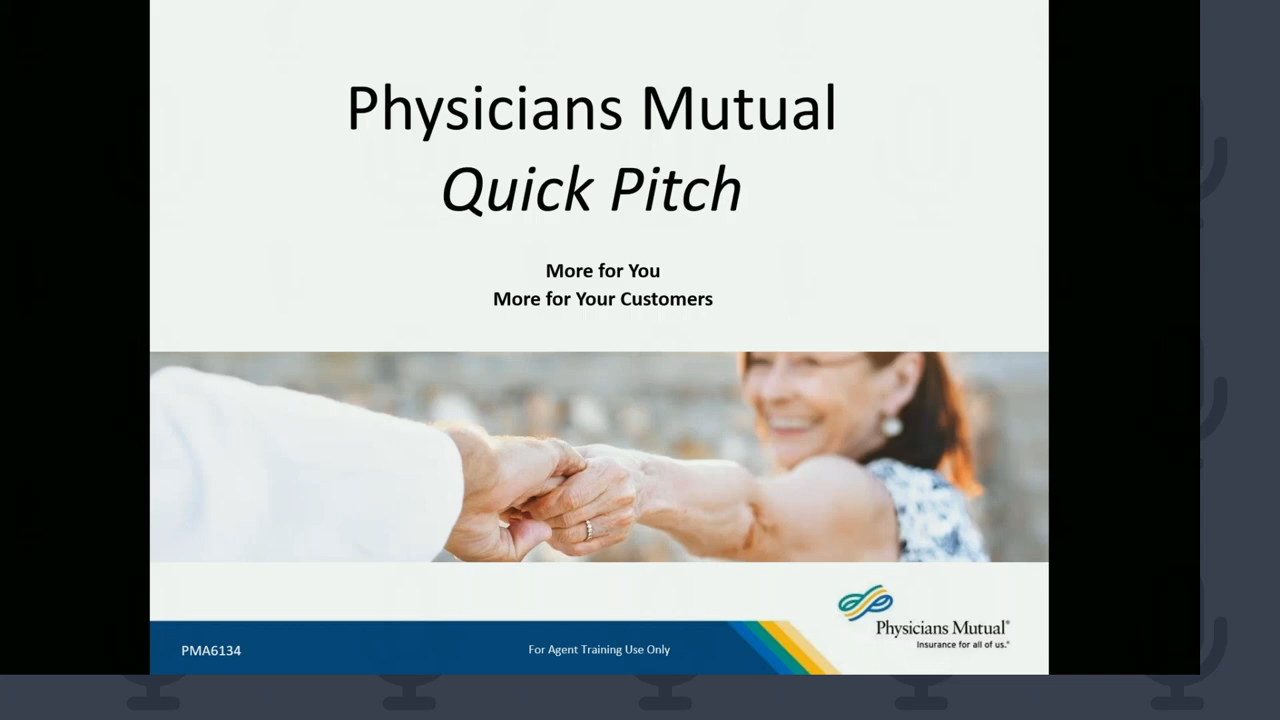 Physicians Mutual
Quick Pitch
More for You
More for Your Customers
PMA6134
For Agent Training Use Only
Physicians Mutual®
Insurance for all of us.®